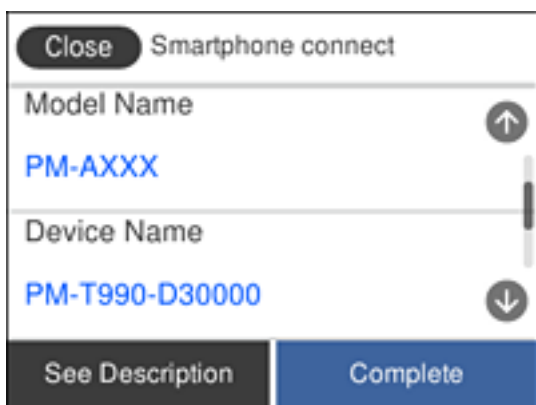 Close Smartphone connect
Model Name
PM-AXXX
Device Name
PM-T990-D30000
See Description Complete